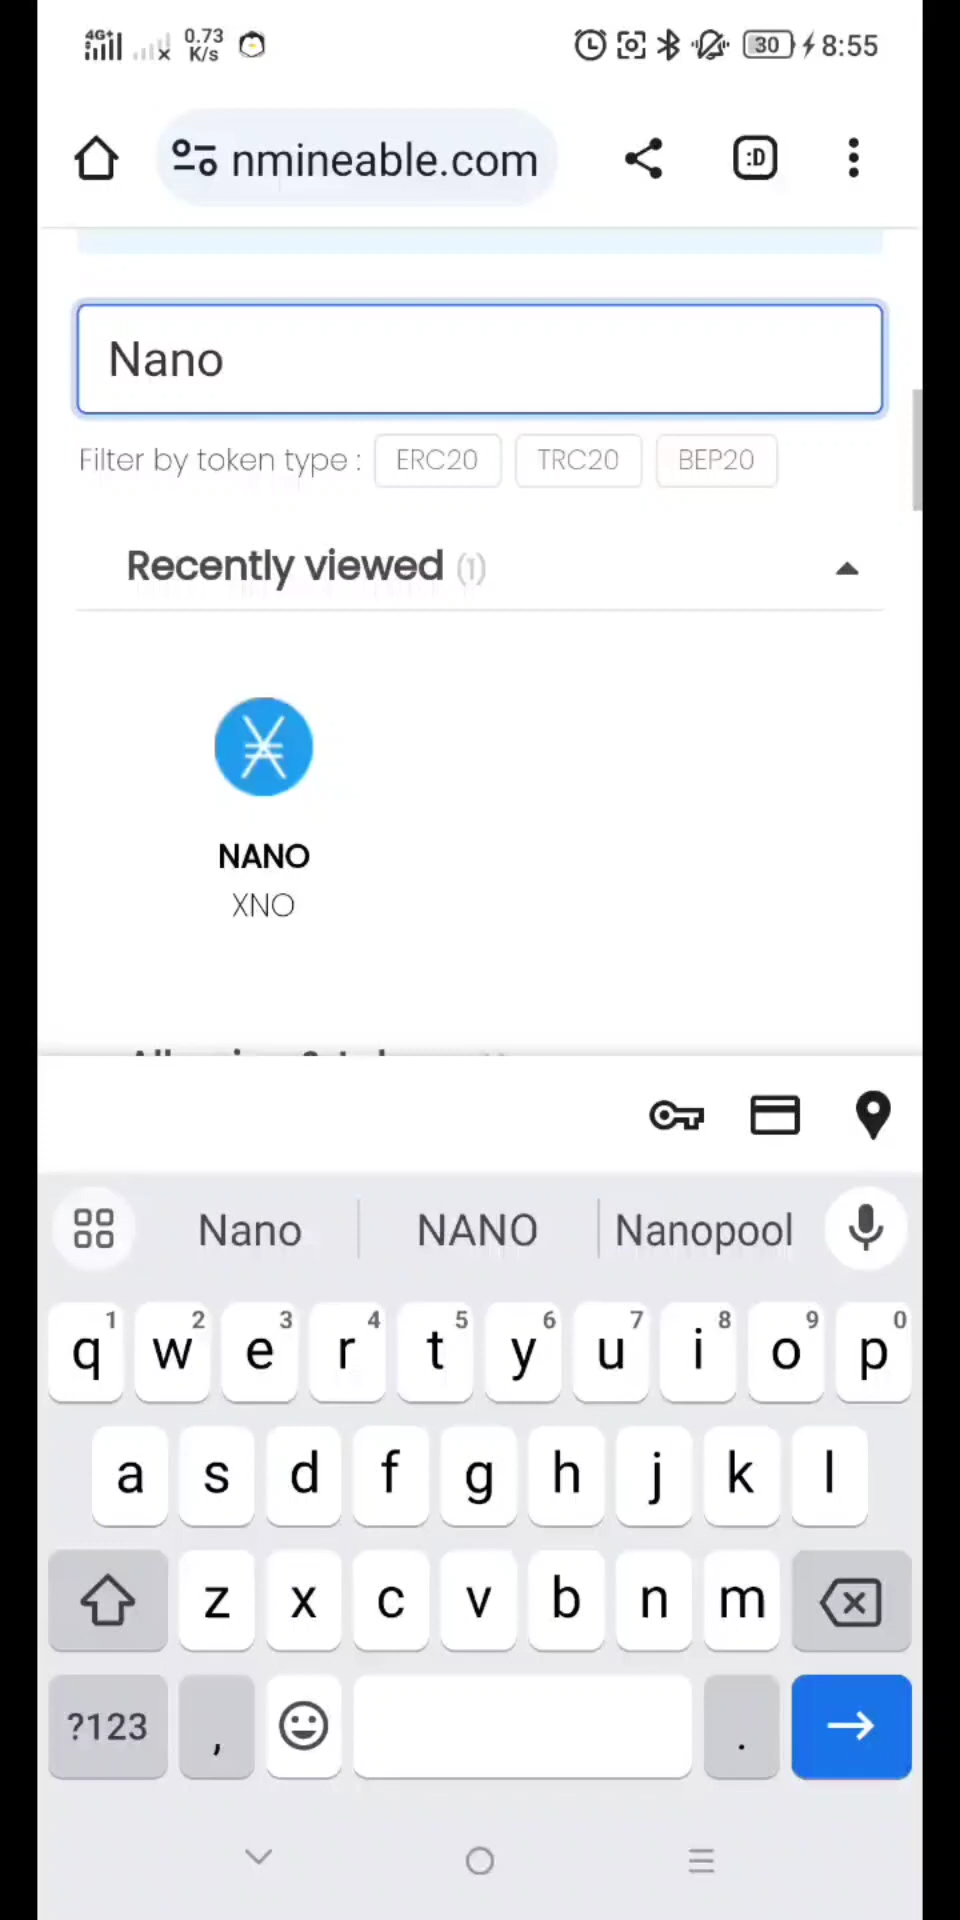 4G+ 0.73 K/s 30 8:55
nmineable.com :D
Nano
Filter by token type : ERC20 TRC20 BEP20
Recently viewed (1)
NANO
XNO
Nano NANO Nanopool
1 2 3 4 5 6 7 8 9 0
q w e r t y u i o p
a s d f g h j k l
z x c v b n m
?123 , .